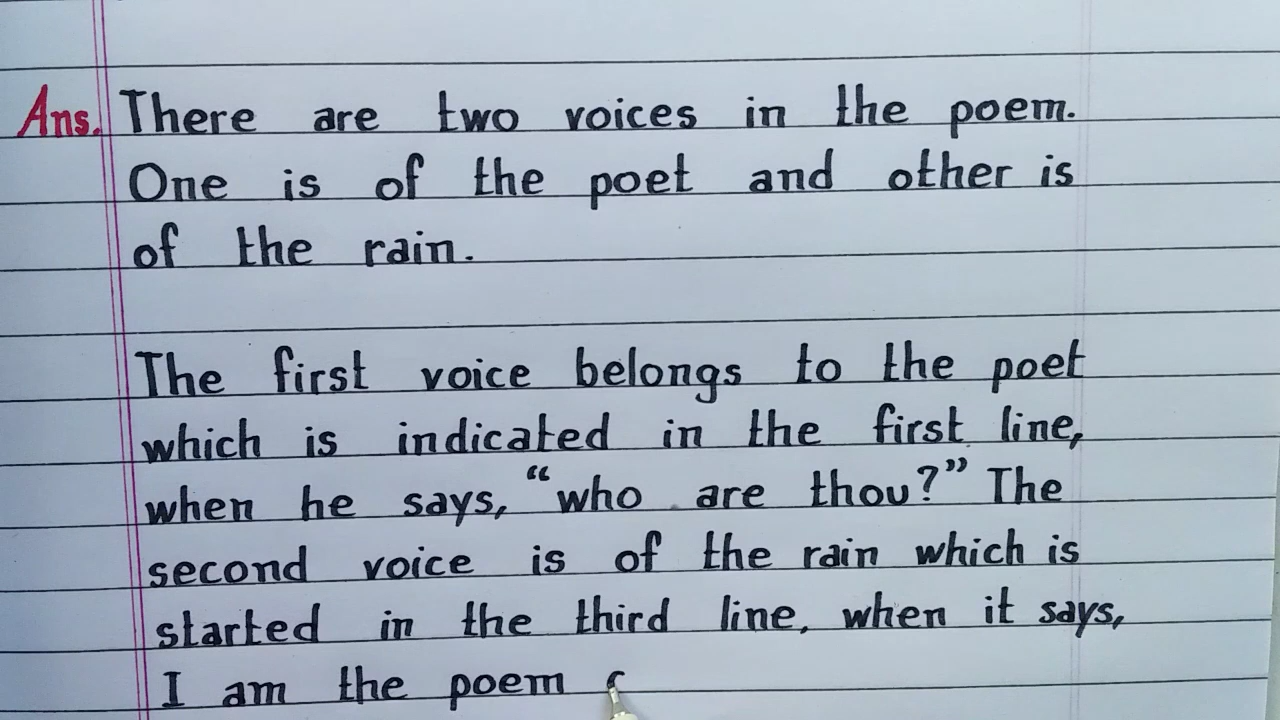 Ans. There are two voices in the poem.
One is of the poet and other is
of the rain.
The first voice belongs to the poet
which is indicated in the first line,
when he says, “who are thou?” The
second voice is of the rain which is
started in the third line, when it says,
I am the poem